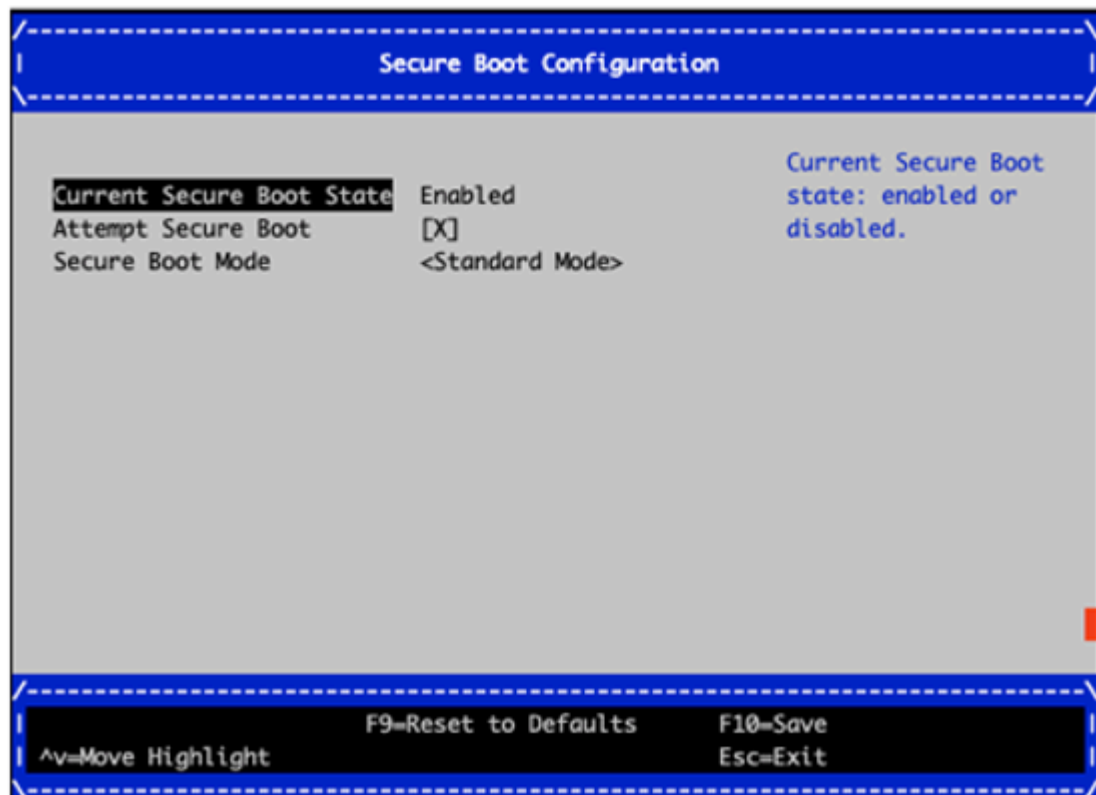 /------------------------------------------------------------------------------\
| Secure Boot Configuration |
\------------------------------------------------------------------------------/
Current Secure Boot State Enabled
Attempt Secure Boot [X]
Secure Boot Mode <Standard Mode>
Current Secure Boot
state: enabled or
disabled.
/------------------------------------------------------------------------------\
| F9=Reset to Defaults F10=Save |
| ^v=Move Highlight Esc=Exit |
\------------------------------------------------------------------------------/